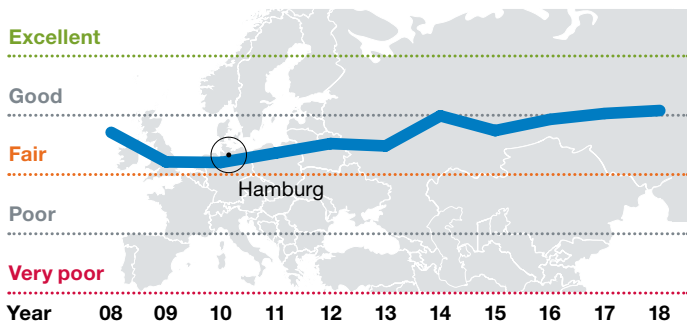 Excellent
Good
Fair
Hamburg
Poor
Very poor
Year 08 09 10 11 12 13 14 15 16 17 18